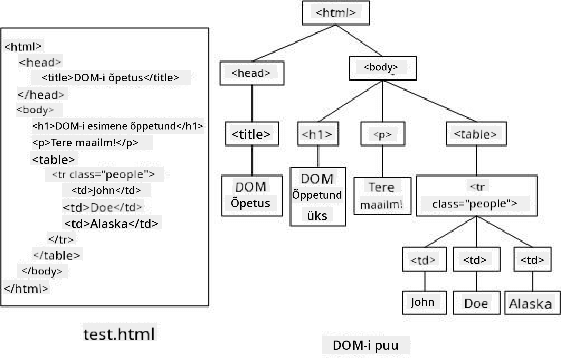 <html>
<head>
<title>DOM-i õpetus</title>
</head>
<body>
<h1>DOM-i esimene õppetund</h1>
<p>Tere maailm!</p>
<table>
<tr class="people">
<td>John</td>
<td>Doe</td>
<td>Alaska</td>
</tr>
</table>
</body>
</html>
test.html
<html>
<head>
<body>
<title>
<h1>
<p>
<table>
DOM
Õpetus
DOM
Õppetund
üks
Tere
maailm!
<tr
class="people">
<td>
<td>
<td>
John
Doe
Alaska
DOM-i puu